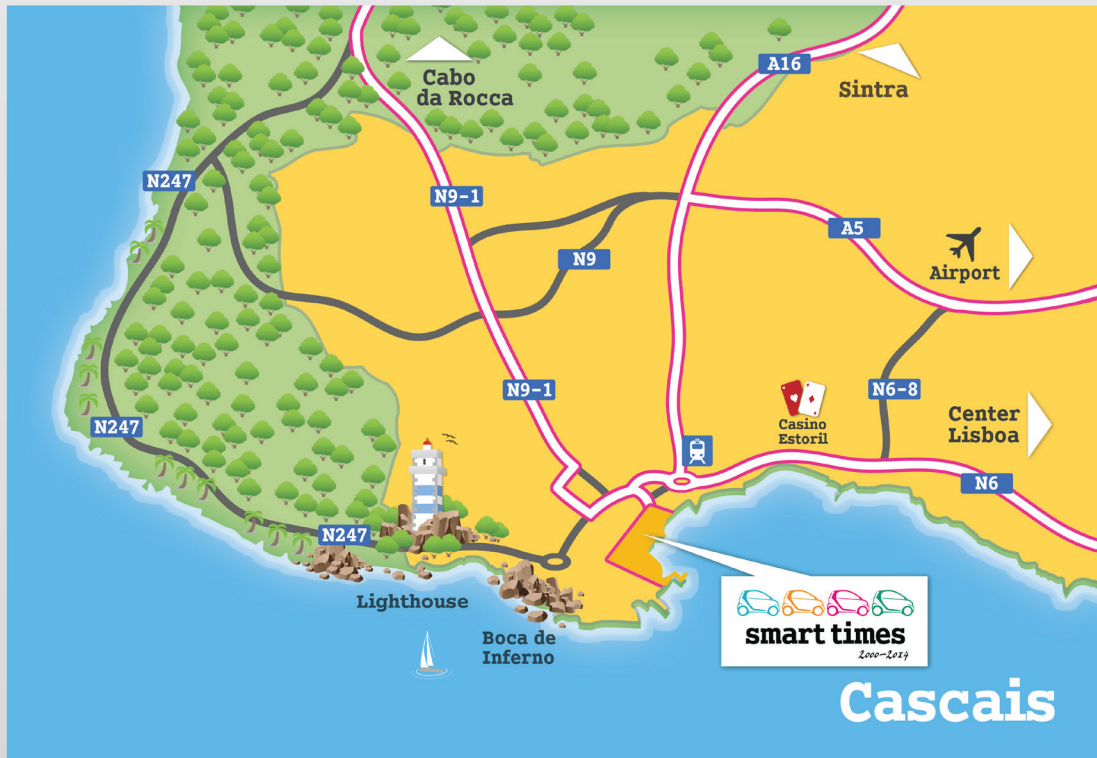 A16
Cabo
da Rocca
Sintra
N247
N9-1
A5
N9
Airport
N9-1
N6-8
Center
Lisboa
Casino
Estoril
N247
N6
N247
Lighthouse
Boca de
Inferno
smart times
2000-2014
Cascais